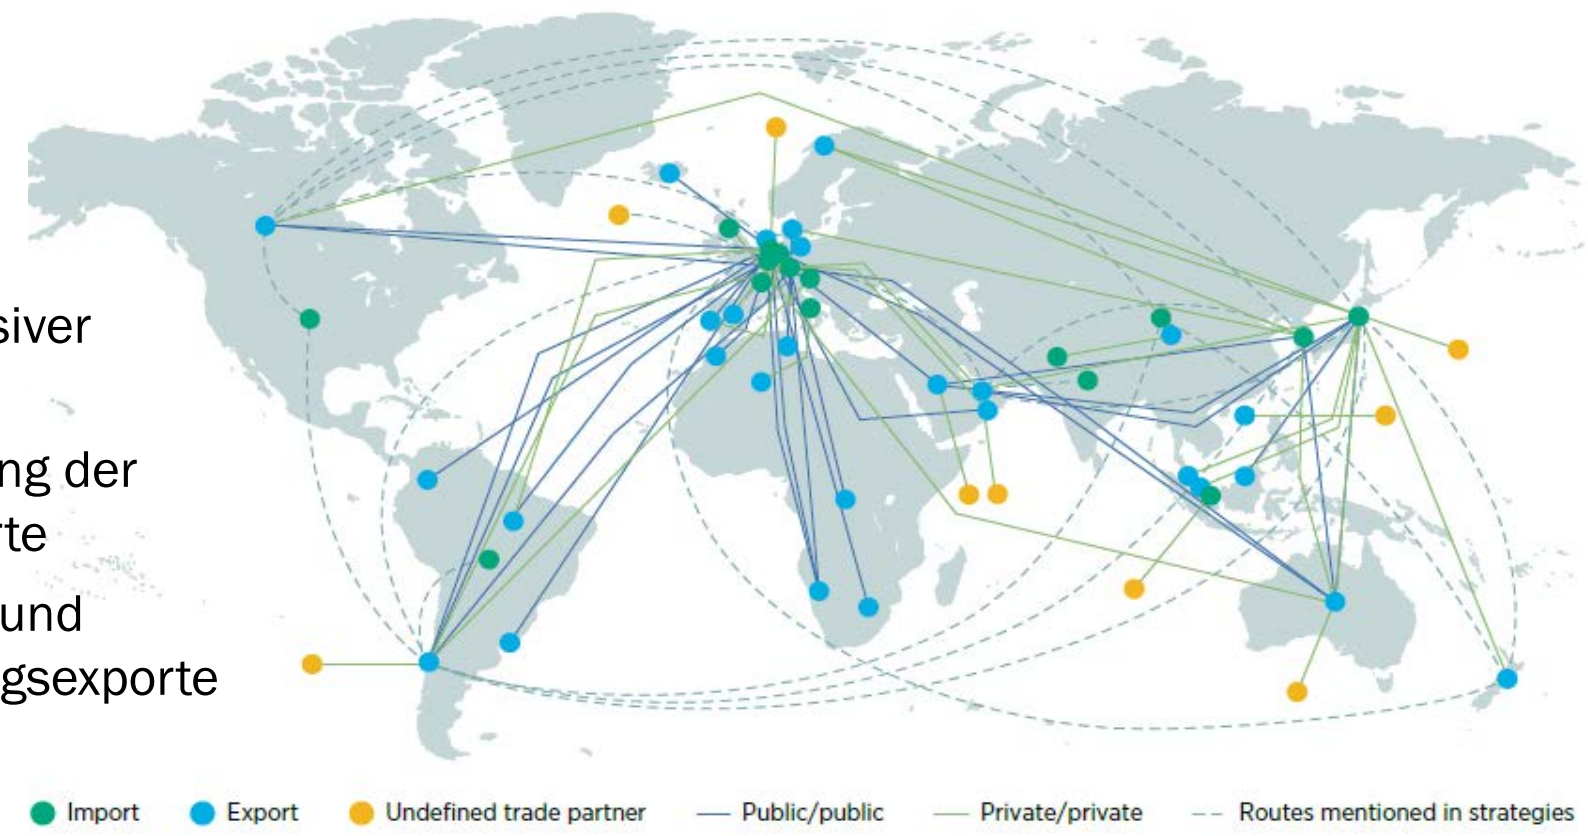 siver
ng der
rte
und
gsexporte
Import Export Undefined trade partner Public/public Private/private Routes mentioned in strategies